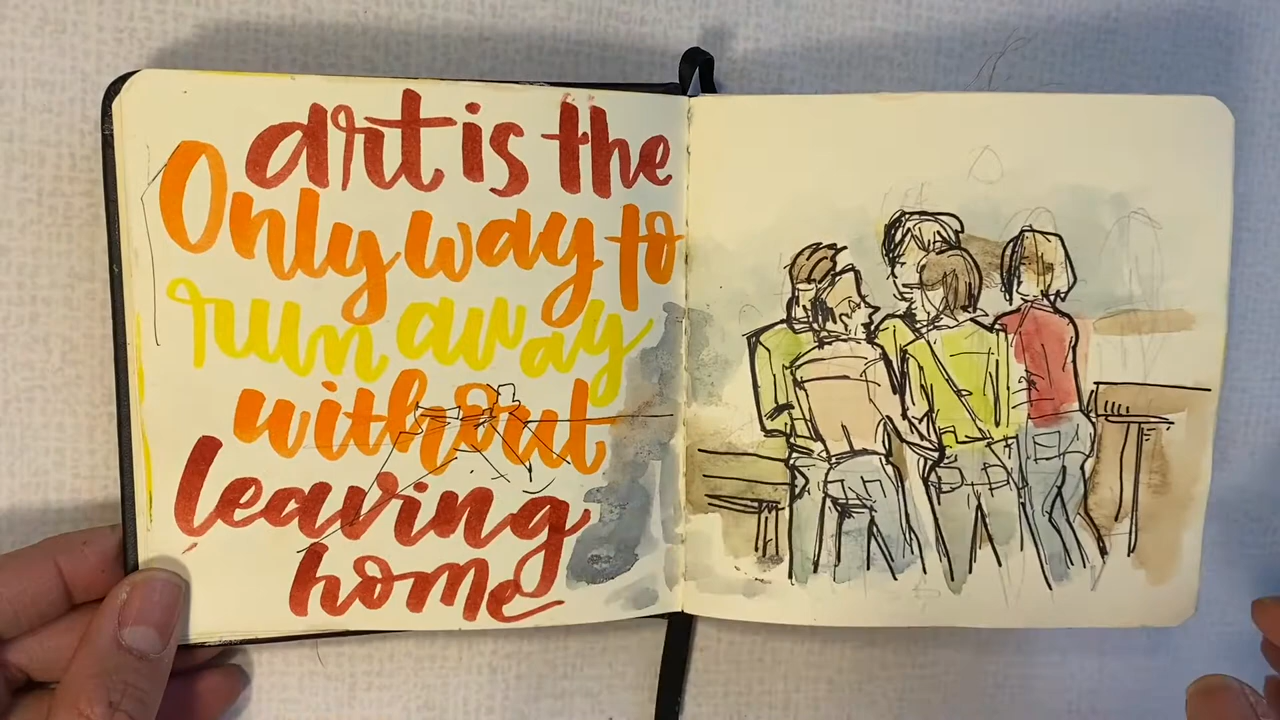 art is the
Only way to
run away
without
leaving
home